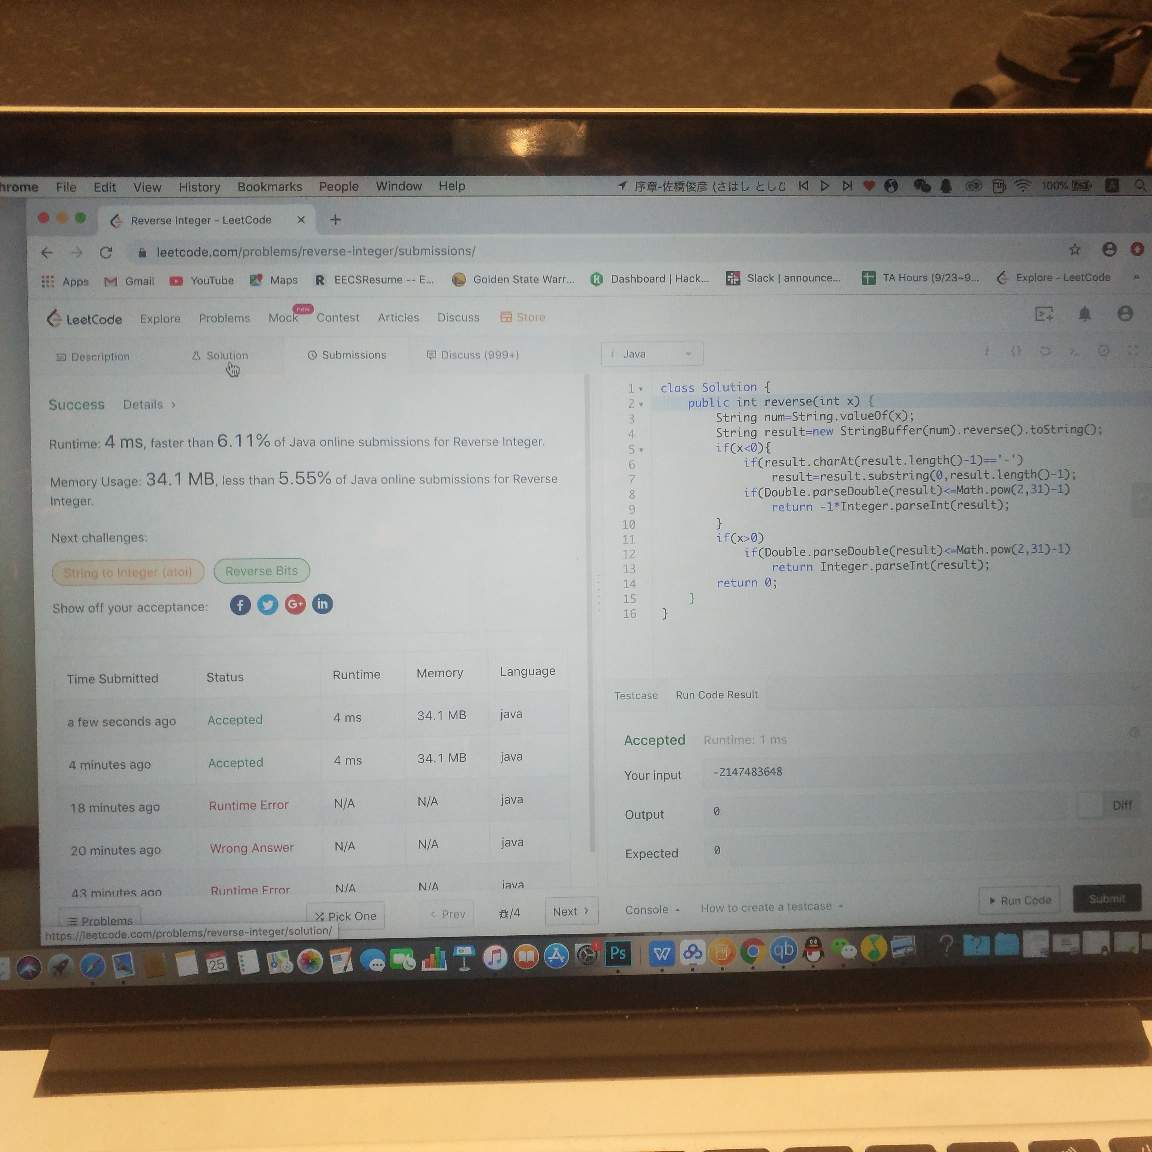 hrome File Edit View History Bookmarks People Window Help
序章-佐橋俊彦 (さはし としひ 100%
Reverse Integer - LeetCode
leetcode.com/problems/reverse-integer/submissions/
Apps Gmail YouTube Maps EECSResume -- E... Golden State Warr... Dashboard | Hack... Slack | announce... TA Hours (9/23~9... Explore - LeetCode »
LeetCode Explore Problems Mock new Contest Articles Discuss Store
Description Solution Submissions Discuss (999+)
Success Details >
Runtime: 4 ms, faster than 6.11% of Java online submissions for Reverse Integer.
Memory Usage: 34.1 MB, less than 5.55% of Java online submissions for Reverse
Integer.
Next challenges:
String to Integer (atoi) Reverse Bits
Show off your acceptance:
Time Submitted Status Runtime Memory Language
a few seconds ago Accepted 4 ms 34.1 MB java
4 minutes ago Accepted 4 ms 34.1 MB java
18 minutes ago Runtime Error N/A N/A java
20 minutes ago Wrong Answer N/A N/A java
43 minutes ago Runtime Error N/A N/A java
Problems Pick One < Prev /4 Next >
https://leetcode.com/problems/reverse-integer/solution/
i Java
1 class Solution {
2 public int reverse(int x) {
3 String num=String.valueOf(x);
4 String result=new StringBuffer(num).reverse().toString();
5 if(x<0){
6 if(result.charAt(result.length()-1)=='-')
7 result=result.substring(0,result.length()-1);
8 if(Double.parseDouble(result)<=Math.pow(2,31)-1)
9 return -1*Integer.parseInt(result);
10 }
11 if(x>0)
12 if(Double.parseDouble(result)<=Math.pow(2,31)-1)
13 return Integer.parseInt(result);
14 return 0;
15 }
16 }
Testcase Run Code Result
Accepted Runtime: 1 ms
Your input -2147483648
Output 0 Diff
Expected 0
Console How to create a testcase Run Code Submit
25 Ps W qb